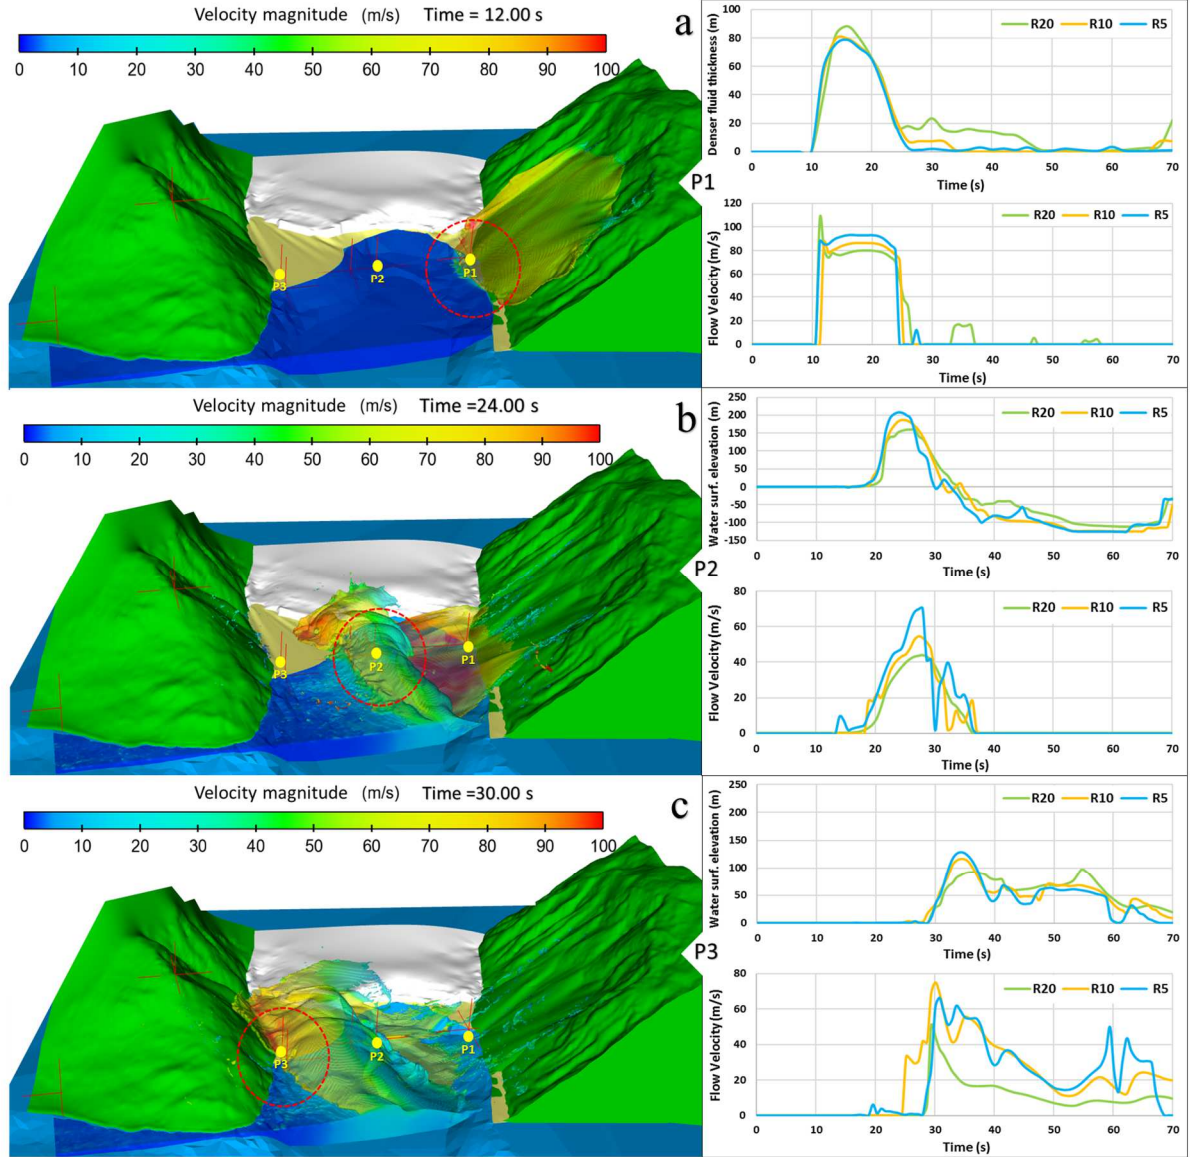 Velocity magnitude (m/s) Time = 12.00 s
0 10 20 30 40 50 60 70 80 90 100
a
P3
P2
P1
Denser fluid thickness (m)
100
80
60
40
20
0
R20 R10 R5
0 10 20 30 40 50 60 70
Time (s)
P1
Flow Velocity (m/s)
120
100
80
60
40
20
0
R20 R10 R5
0 10 20 30 40 50 60 70
Time (s)
Velocity magnitude (m/s) Time =24.00 s
0 10 20 30 40 50 60 70 80 90 100
b
P3
P2
P1
Water surf. elevation (m)
250
200
150
100
50
0
-50
-100
-150
R20 R10 R5
0 10 20 30 40 50 60 70
Time (s)
P2
Flow Velocity (m/s)
80
60
40
20
0
R20 R10 R5
0 10 20 30 40 50 60 70
Time (s)
Velocity magnitude (m/s) Time =30.00 s
0 10 20 30 40 50 60 70 80 90 100
c
P3
P2
P1
Water surf. elevation (m)
250
200
150
100
50
0
R20 R10 R5
0 10 20 30 40 50 60 70
Time (s)
P3
Flow Velocity (m/s)
80
60
40
20
0
R20 R10 R5
0 10 20 30 40 50 60 70
Time (s)